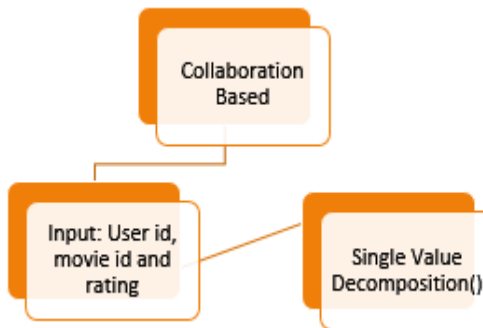 Collaboration
Based
Input: User id,
movie id and
rating
Single Value
Decomposition()